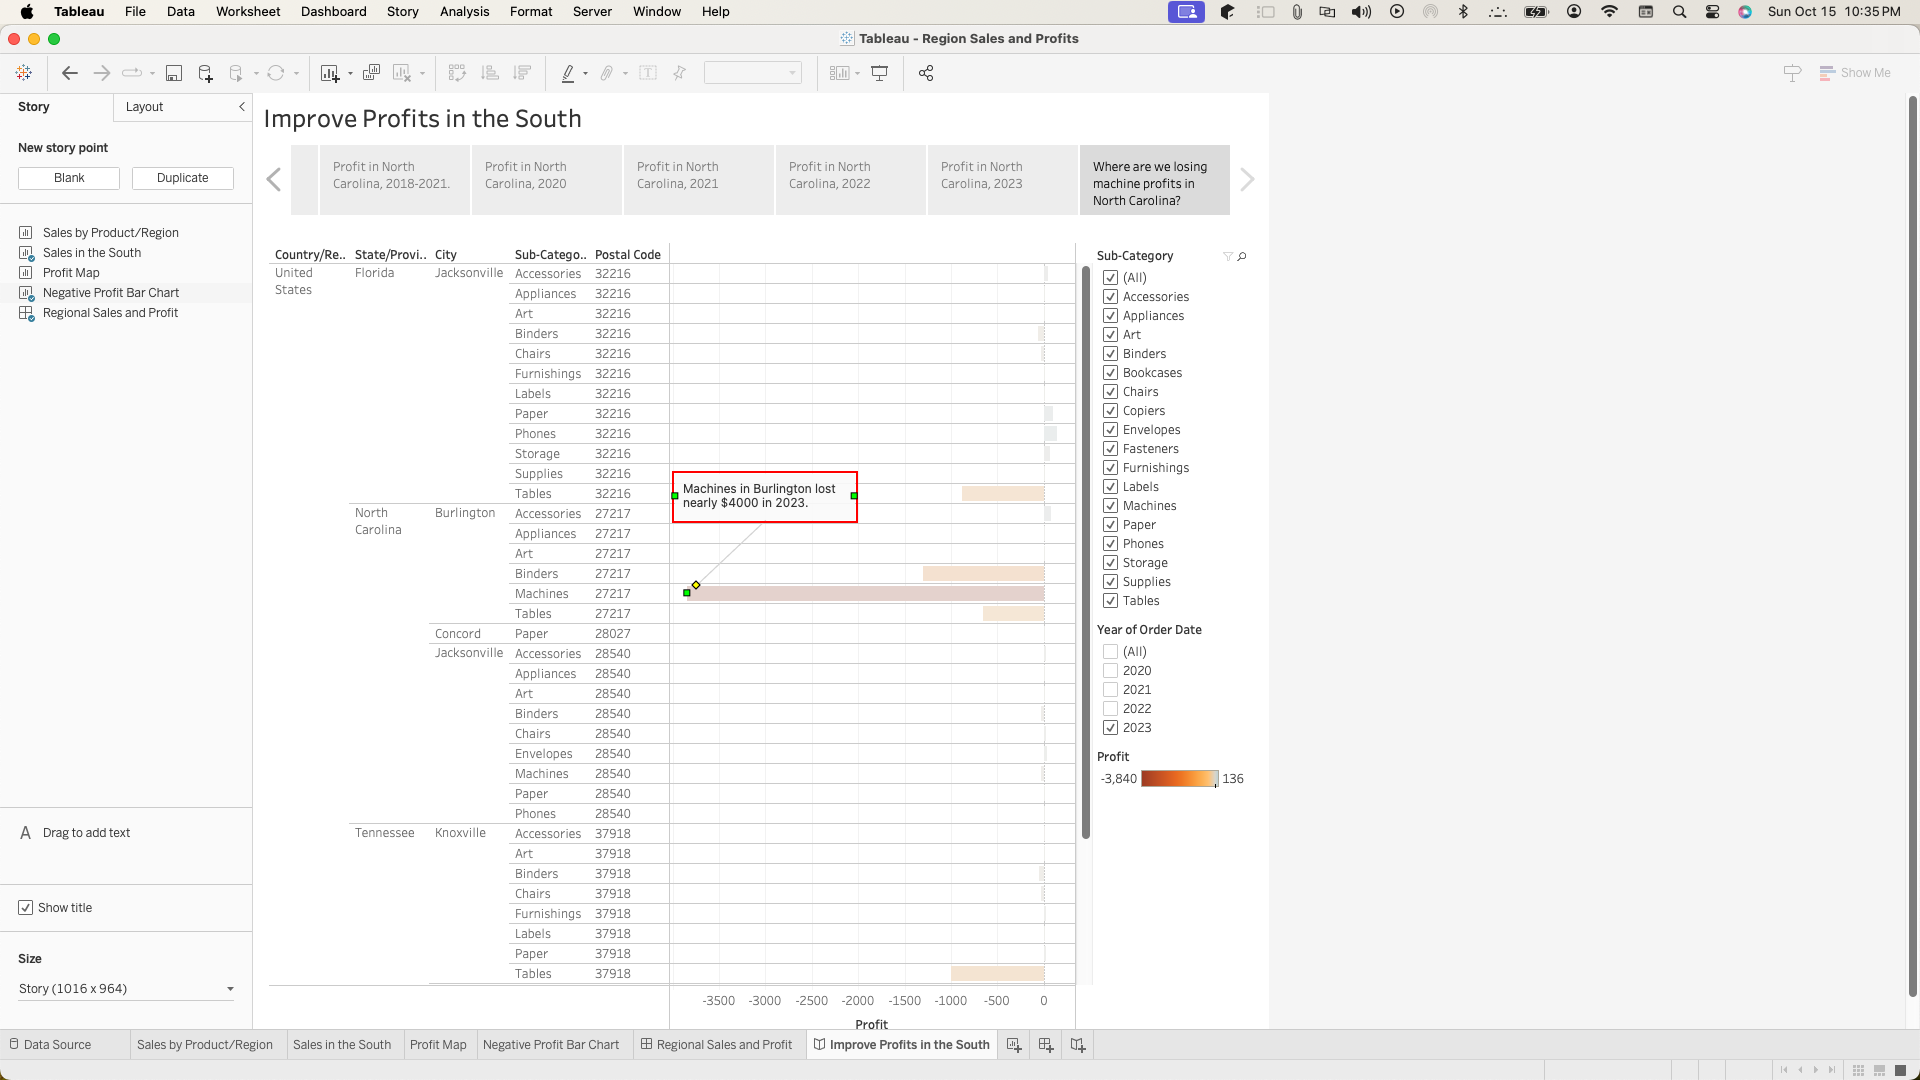 Tableau File Data Worksheet Dashboard Story Analysis Format Server Window Help Sun Oct 15 10:35 PM
Tableau - Region Sales and Profits
Show Me
Story Layout
New story point
Blank Duplicate
Sales by Product/Region
Sales in the South
Profit Map
Negative Profit Bar Chart
Regional Sales and Profit
A Drag to add text
Show title
Size
Story (1016 x 964)
Improve Profits in the South
Profit in North
Carolina, 2018-2021.
Profit in North
Carolina, 2020
Profit in North
Carolina, 2021
Profit in North
Carolina, 2022
Profit in North
Carolina, 2023
Where are we losing
machine profits in
North Carolina?
Country/Re.. State/Provi.. City Sub-Catego.. Postal Code
United
States
Florida Jacksonville Accessories 32216
Appliances 32216
Art 32216
Binders 32216
Chairs 32216
Furnishings 32216
Labels 32216
Paper 32216
Phones 32216
Storage 32216
Supplies 32216
Tables 32216
North
Carolina
Burlington Accessories 27217
Appliances 27217
Art 27217
Binders 27217
Machines 27217
Tables 27217
Concord Paper 28027
Jacksonville Accessories 28540
Appliances 28540
Art 28540
Binders 28540
Chairs 28540
Envelopes 28540
Machines 28540
Paper 28540
Phones 28540
Tennessee Knoxville Accessories 37918
Art 37918
Binders 37918
Chairs 37918
Furnishings 37918
Labels 37918
Paper 37918
Tables 37918
Machines in Burlington lost
nearly $4000 in 2023.
-3500 -3000 -2500 -2000 -1500 -1000 -500 0
Profit
Sub-Category
(All)
Accessories
Appliances
Art
Binders
Bookcases
Chairs
Copiers
Envelopes
Fasteners
Furnishings
Labels
Machines
Paper
Phones
Storage
Supplies
Tables
Year of Order Date
(All)
2020
2021
2022
2023
Profit
-3,840 136
Data Source Sales by Product/Region Sales in the South Profit Map Negative Profit Bar Chart Regional Sales and Profit Improve Profits in the South